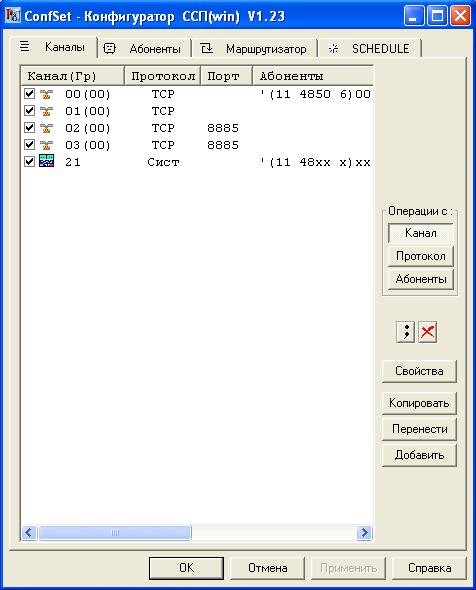 ConfSet - Конфигуратор ССП(win) V1.23
Каналы Абоненты Маршрутизатор SCHEDULE
Канал(Гр) Протокол Порт Абоненты
00(00) TCP '(11 4850 6)00
01(00) TCP
02(00) TCP 8885
03(00) TCP 8885
21 Сист '(11 48xx x)xx
Операции с :
Канал
Протокол
Абоненты
;
Свойства
Копировать
Перенести
Добавить
OK Отмена Применить Справка